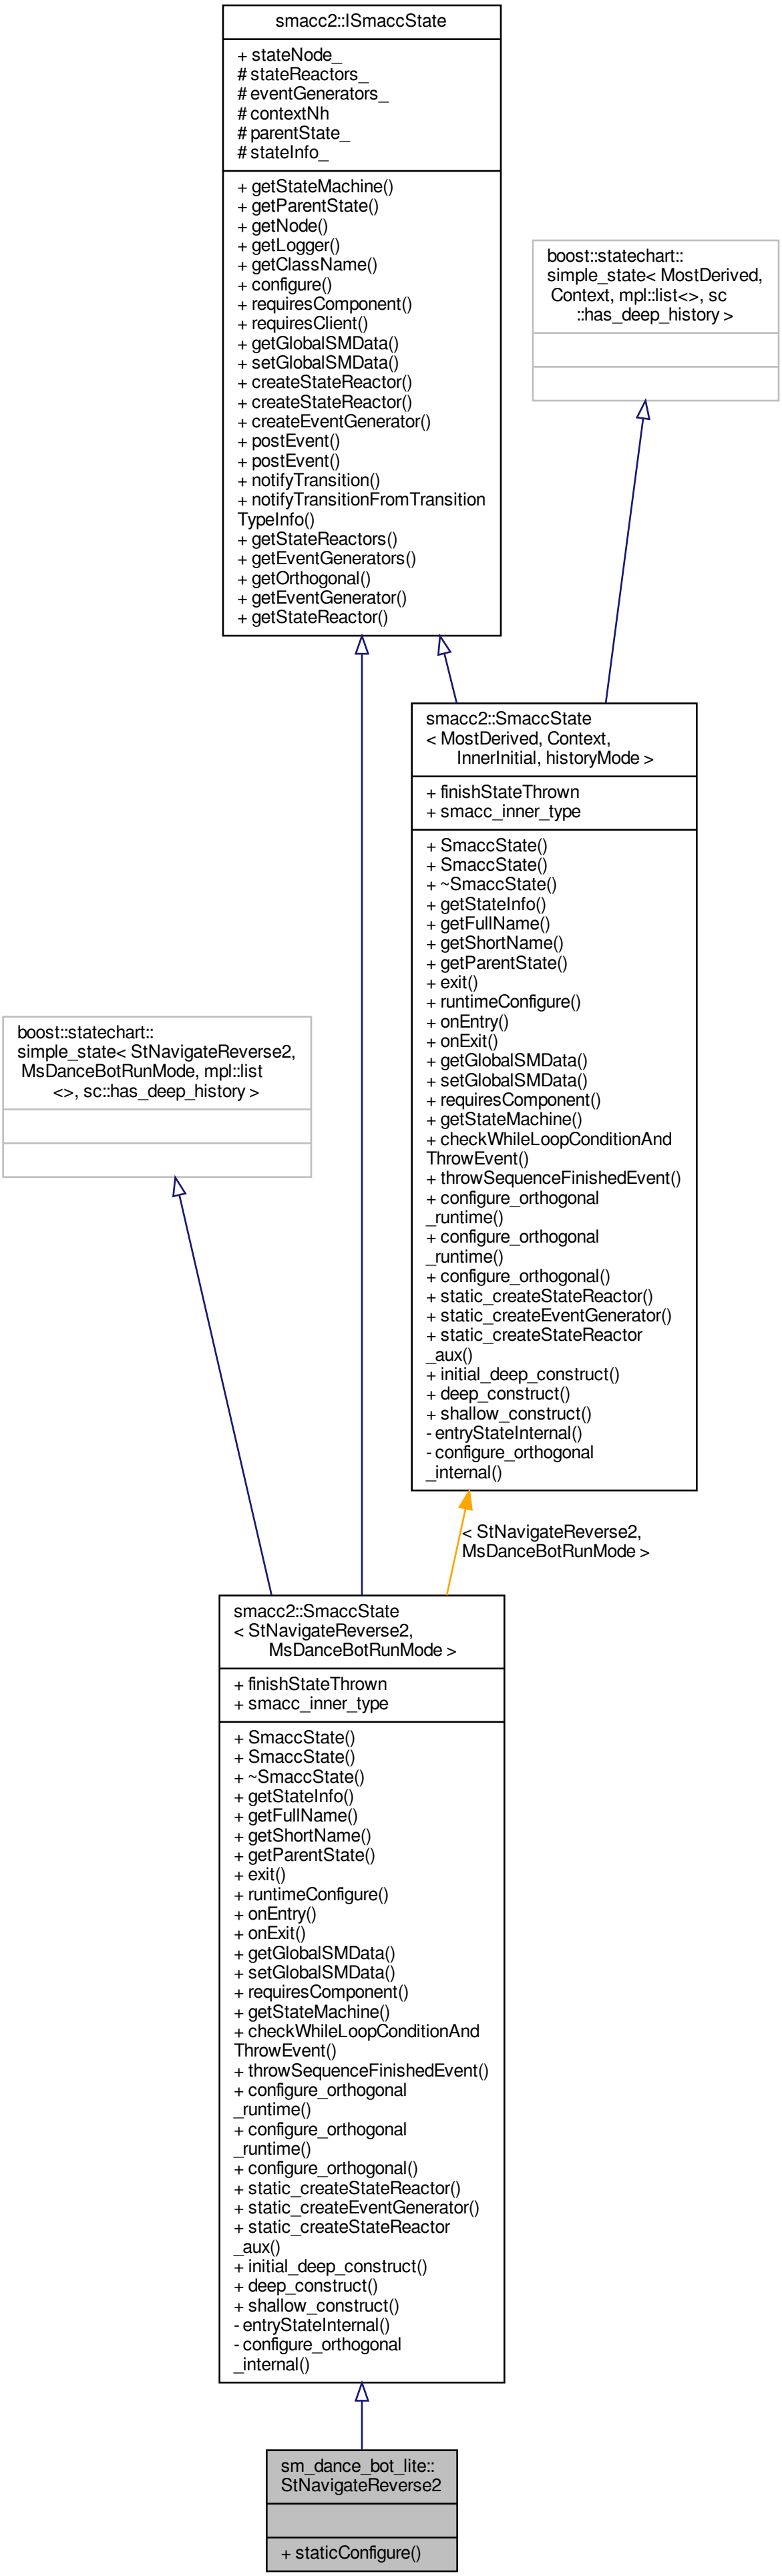 smacc2::ISmaccState
+ stateNode_
# stateReactors_
# eventGenerators_
# contextNh
# parentState_
# stateInfo_
+ getStateMachine()
+ getParentState()
+ getNode()
+ getLogger()
+ getClassName()
+ configure()
+ requiresComponent()
+ requiresClient()
+ getGlobalSMData()
+ setGlobalSMData()
+ createStateReactor()
+ createStateReactor()
+ createEventGenerator()
+ postEvent()
+ postEvent()
+ notifyTransition()
+ notifyTransitionFromTransition
TypeInfo()
+ getStateReactors()
+ getEventGenerators()
+ getOrthogonal()
+ getEventGenerator()
+ getStateReactor()
boost::statechart::
simple_state< MostDerived,
Context, mpl::list<>, sc
::has_deep_history >
smacc2::SmaccState
< MostDerived, Context,
InnerInitial, historyMode >
+ finishStateThrown
+ smacc_inner_type
+ SmaccState()
+ SmaccState()
+ ~SmaccState()
+ getStateInfo()
+ getFullName()
+ getShortName()
+ getParentState()
+ exit()
+ runtimeConfigure()
+ onEntry()
+ onExit()
+ getGlobalSMData()
+ setGlobalSMData()
+ requiresComponent()
+ getStateMachine()
+ checkWhileLoopConditionAnd
ThrowEvent()
+ throwSequenceFinishedEvent()
+ configure_orthogonal
_runtime()
+ configure_orthogonal
_runtime()
+ configure_orthogonal()
+ static_createStateReactor()
+ static_createEventGenerator()
+ static_createStateReactor
_aux()
+ initial_deep_construct()
+ deep_construct()
+ shallow_construct()
- entryStateInternal()
- configure_orthogonal
_internal()
boost::statechart::
simple_state< StNavigateReverse2,
MsDanceBotRunMode, mpl::list
<>, sc::has_deep_history >
< StNavigateReverse2,
MsDanceBotRunMode >
smacc2::SmaccState
< StNavigateReverse2,
MsDanceBotRunMode >
+ finishStateThrown
+ smacc_inner_type
+ SmaccState()
+ SmaccState()
+ ~SmaccState()
+ getStateInfo()
+ getFullName()
+ getShortName()
+ getParentState()
+ exit()
+ runtimeConfigure()
+ onEntry()
+ onExit()
+ getGlobalSMData()
+ setGlobalSMData()
+ requiresComponent()
+ getStateMachine()
+ checkWhileLoopConditionAnd
ThrowEvent()
+ throwSequenceFinishedEvent()
+ configure_orthogonal
_runtime()
+ configure_orthogonal
_runtime()
+ configure_orthogonal()
+ static_createStateReactor()
+ static_createEventGenerator()
+ static_createStateReactor
_aux()
+ initial_deep_construct()
+ deep_construct()
+ shallow_construct()
- entryStateInternal()
- configure_orthogonal
_internal()
sm_dance_bot_lite::
StNavigateReverse2
+ staticConfigure()